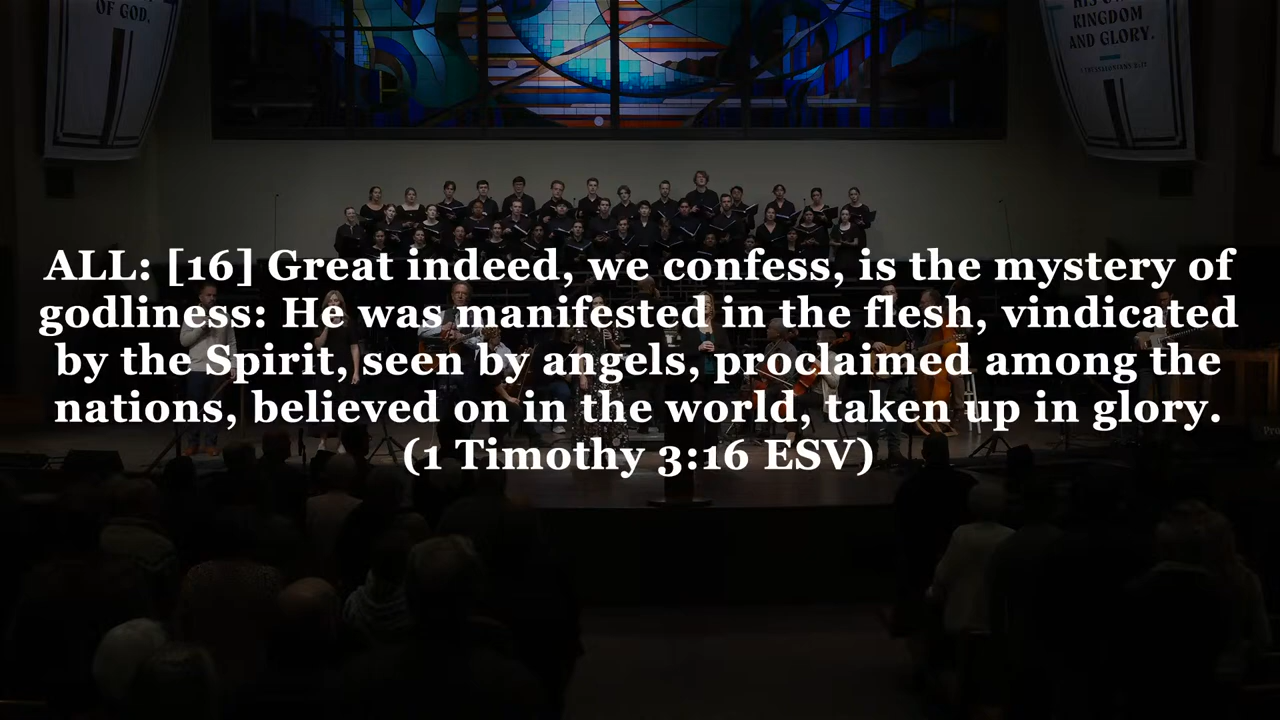 OF GOD.
HIS OWN
KINGDOM
AND GLORY.
ALL: [16] Great indeed, we confess, is the mystery of
godliness: He was manifested in the flesh, vindicated
by the Spirit, seen by angels, proclaimed among the
nations, believed on in the world, taken up in glory.
(1 Timothy 3:16 ESV)